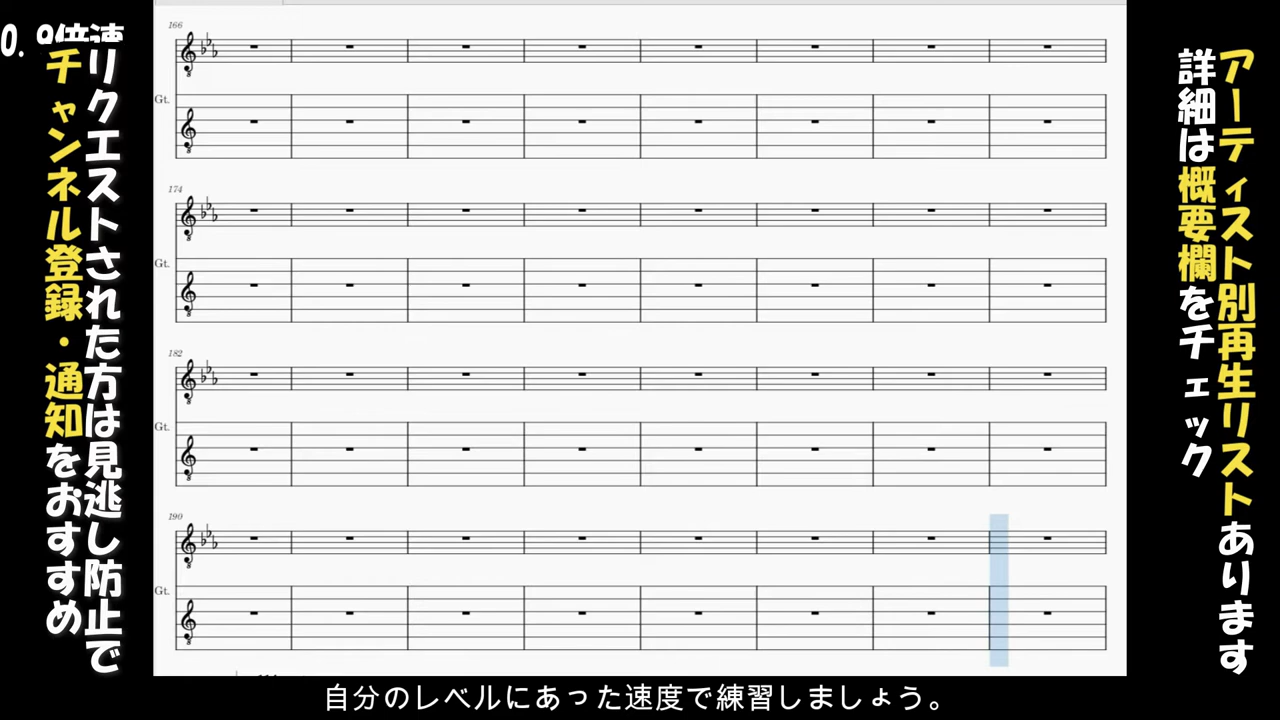 アーティスト別再生リストあります
詳細は概要欄をチェック
166
Gt.
174
Gt.
182
Gt.
190
Gt.
リクエストされた方は見逃し防止で
チャンネル登録・通知をおすすめ
自分のレベルにあった速度で練習しましょう。